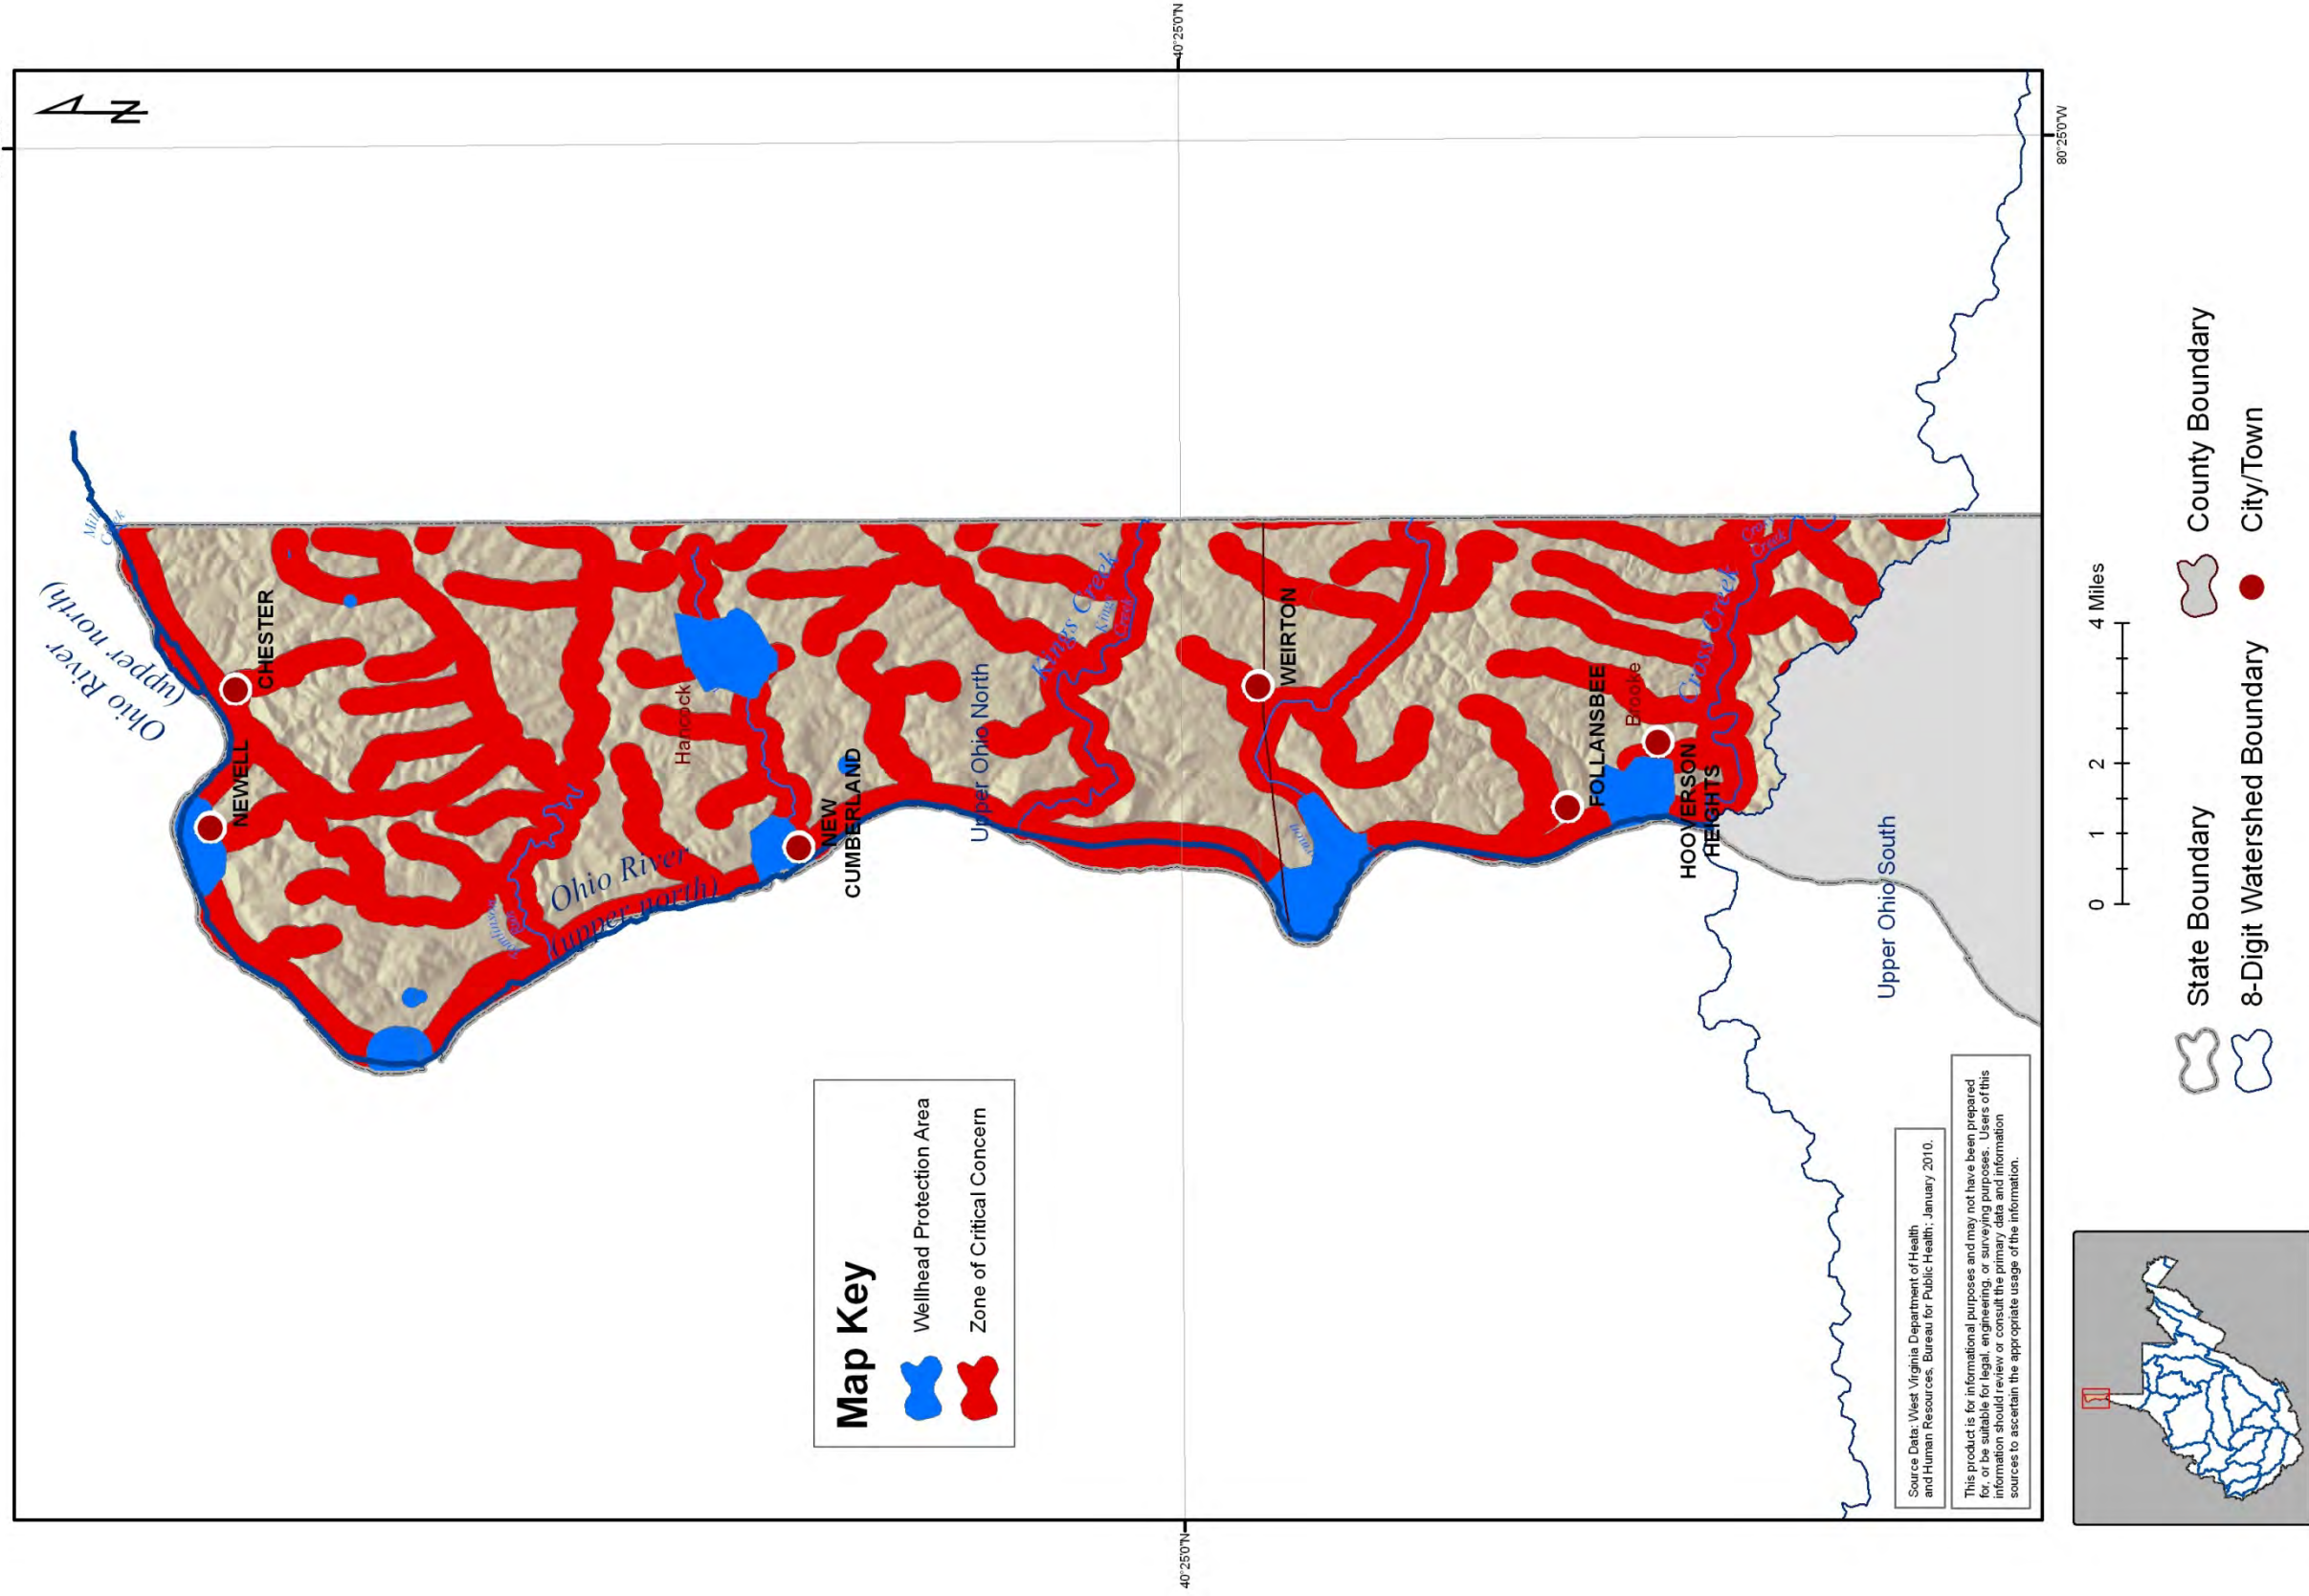 40°25'0"N
N
Mill
Creek
Ohio River
(upper north)
CHESTER
NEWELL
Hancock
NEW
CUMBERLAND
Ohio River
(upper north)
Upper Ohio North
Kings Creek
Kings
Creek
WEIRTON
FOLLANSBEE
Brooke
HOOVERSON
HEIGHTS
Cross Creek
Cross
Creek
Upper Ohio South
80°25'0"W
40°25'0"N
Map Key
Wellhead Protection Area
Zone of Critical Concern
Source Data: West Virginia Department of Health
and Human Resources, Bureau for Public Health; January 2010.
This product is for informational purposes and may not have been prepared
for, or be suitable for legal, engineering, or surveying purposes. Users of this
information should review or consult the primary data and information
sources to ascertain the appropriate usage of the information.
0 1 2 4 Miles
State Boundary
County Boundary
8-Digit Watershed Boundary
City/Town